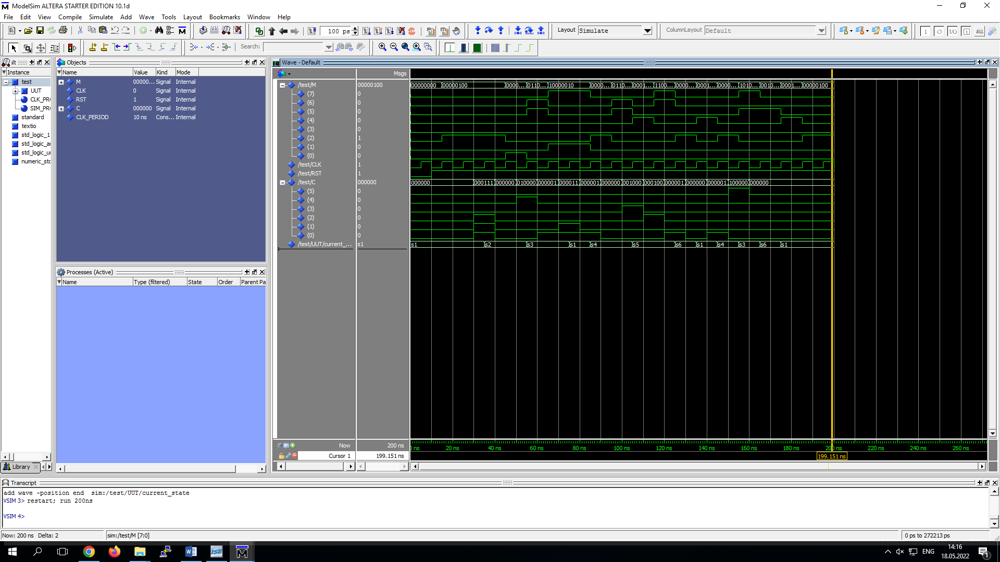 ModelSim ALTERA STARTER EDITION 10.1d
File Edit View Compile Simulate Add Wave Tools Layout Bookmarks Window Help
100 ps
Layout Simulate
ColumnLayout Default
Search:
Instance
test
UUT
CLK_PR
SIM_PR
standard
textio
std_logic_1
std_logic_a
std_logic_u
numeric_st
Library
Objects
Name Value Kind Mode
M 00000... Signal Internal
CLK 0 Signal Internal
RST 1 Signal Internal
C 000000 Signal Internal
CLK_PERIOD 10 ns Cons... Internal
Processes (Active)
Name Type (filtered) State Order Parent Pa
Wave - Default
Msgs
/test/M 00000100 00000000 00000100 0000... 0110... 10000010 0000... 0110... 0001... 1100... 0000... 0001... 0000... 1010... 0010... 0001... 00000100
(7) 0
(6) 0
(5) 0
(4) 0
(3) 0
(2) 1
(1) 0
(0) 0
/test/CLK 1
/test/RST 1
/test/C 000000 000000 000111 000000 010000 000001 000011 000001 000000 001000 000100 000001 000000 000001 100000 000000
(5) 0
(4) 0
(3) 0
(2) 0
(1) 0
(0) 0
/test/UUT/current_... s1 s1 s2 s3 s1 s4 s5 s6 s1 s4 s3 s6 s1
Now 200 ns
ns 20 ns 40 ns 60 ns 80 ns 100 ns 120 ns 140 ns 160 ns 180 ns 200 ns 220 ns 240 ns 260 ns
Cursor 1 199.151 ns 199.151 ns
Transcript
add wave -position end sim:/test/UUT/current_state
VSIM 3> restart; run 200ns
VSIM 4>
Now: 200 ns Delta: 2 sim:/test/M [7:0] 0 ps to 272213 ps
ISE
ENG
14:16
18.05.2022
1